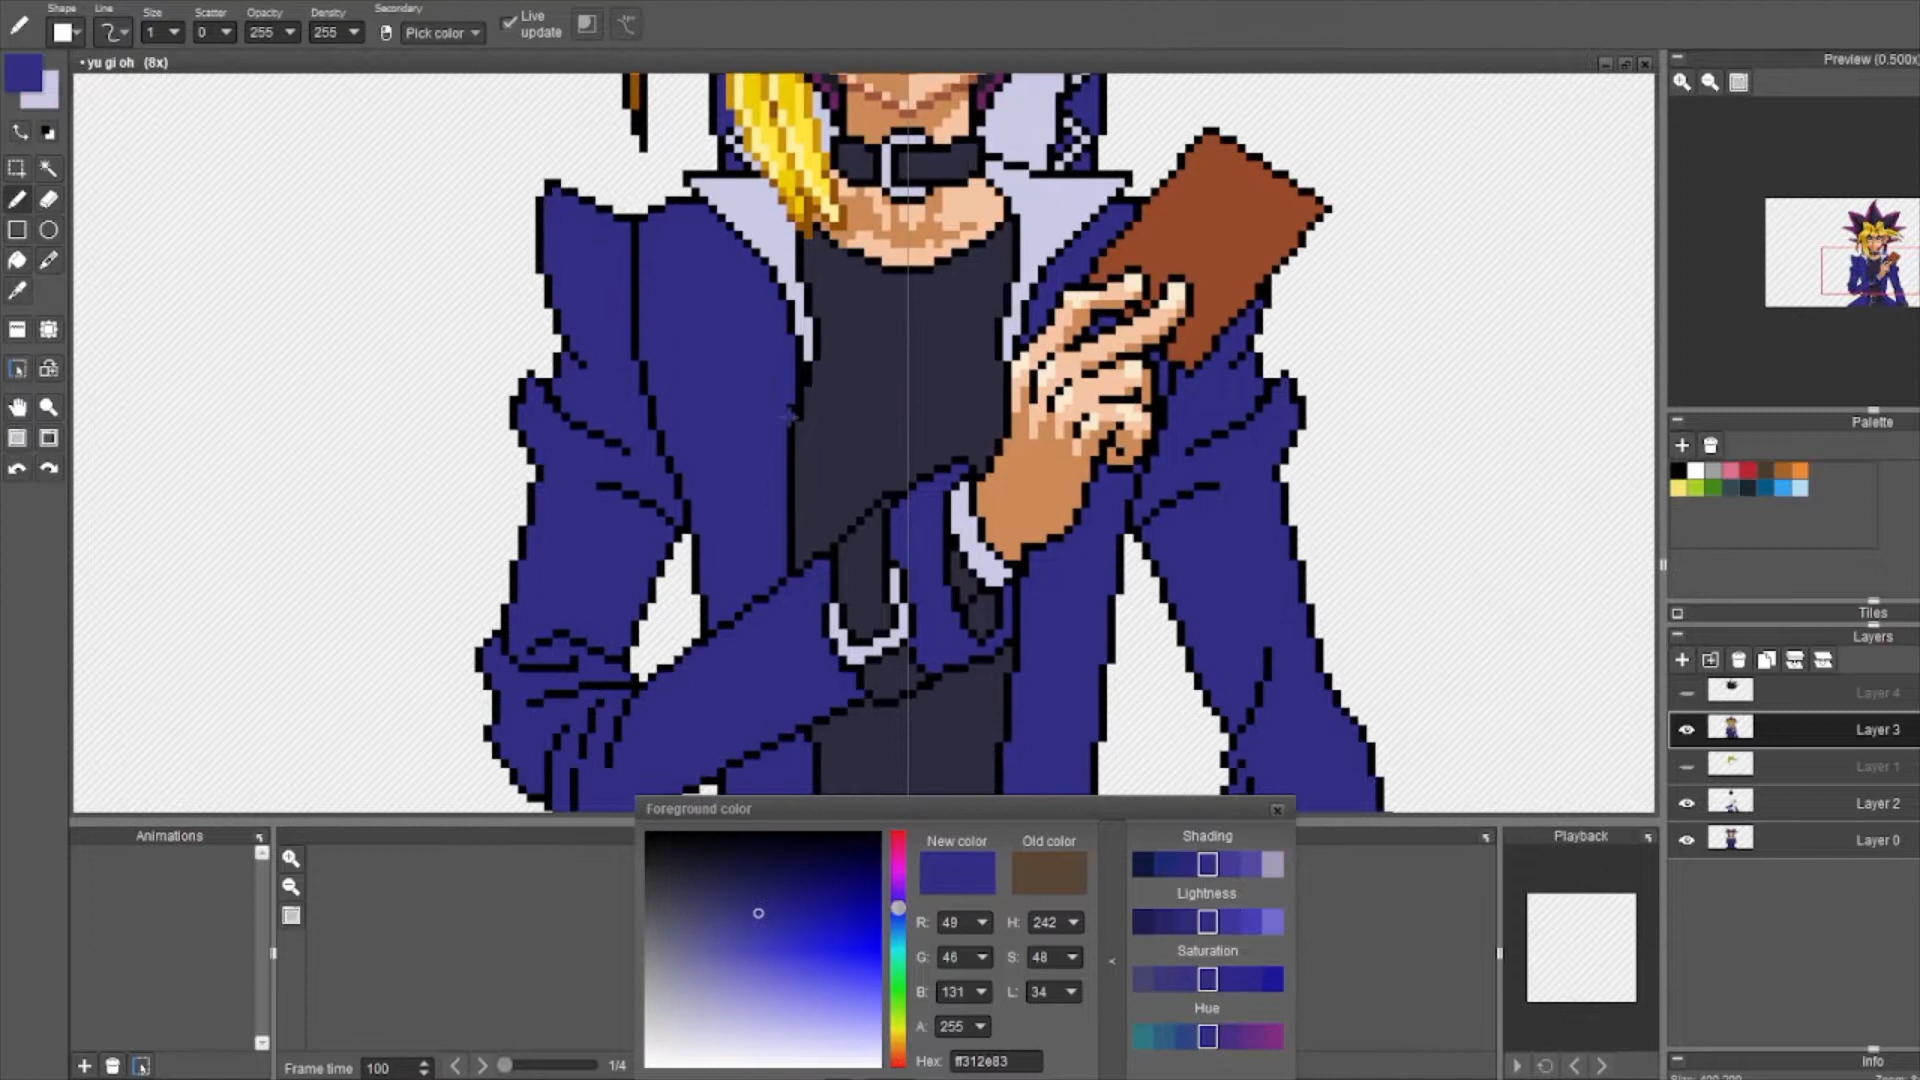 Shape Line Size Scatter Opacity Density Secondary
1 0 255 255 Pick color Live update
• yu gi oh (8x)
Preview (0.500x
Palette
Tiles
Layers
Layer 4
Layer 3
Layer 1
Layer 2
Layer 0
Foreground color
Animations
New color Old color
R: 49 H: 242
G: 46 S: 48
B: 131 L: 34
A: 255
Hex: ff312e83
<
Shading
Lightness
Saturation
Hue
Playback
Frame time 100
1/4
Info